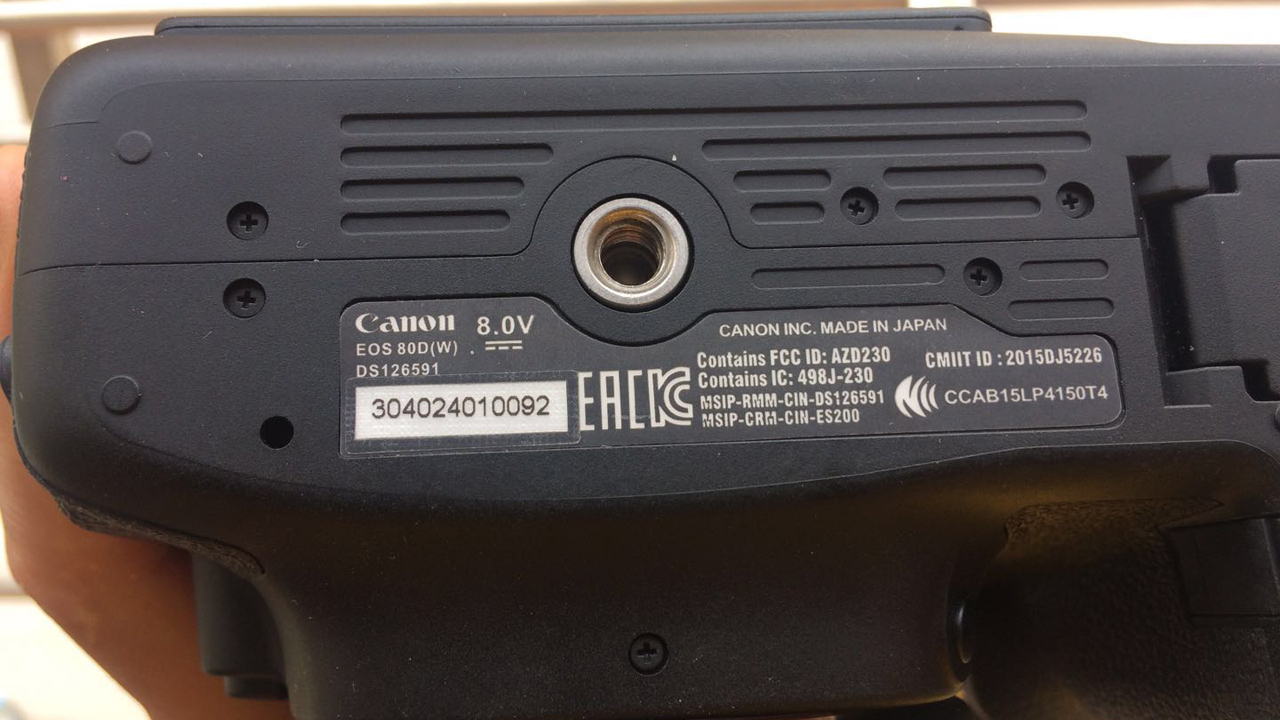 Canon 8.0V
EOS 80D(W)
DS126591
304024010092
EAC
CANON INC. MADE IN JAPAN
Contains FCC ID: AZD230
Contains IC: 498J-230
MSIP-RMM-CIN-DS126591
MSIP-CRM-CIN-ES200
CMIIT ID : 2015DJ5226
CCAB15LP4150T4